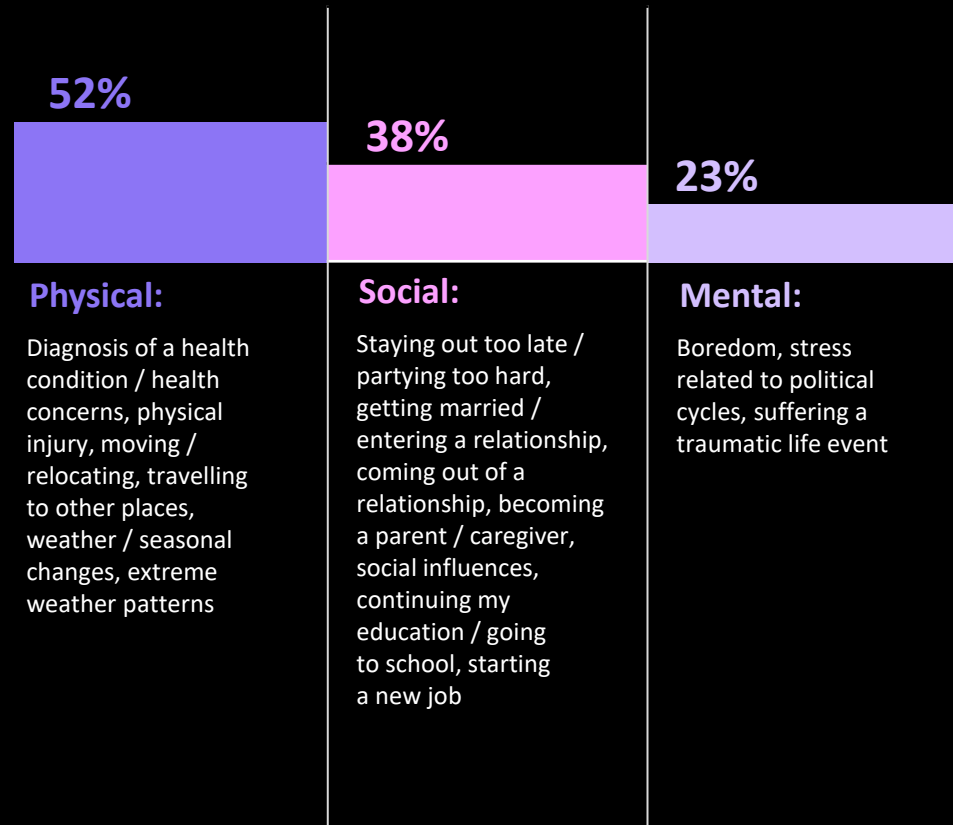 52%
Physical:
Diagnosis of a health
condition / health
concerns, physical
injury, moving /
relocating, travelling
to other places,
weather / seasonal
changes, extreme
weather patterns
38%
Social:
Staying out too late /
partying too hard,
getting married /
entering a relationship,
coming out of a
relationship, becoming
a parent / caregiver,
social influences,
continuing my
education / going
to school, starting
a new job
23%
Mental:
Boredom, stress
related to political
cycles, suffering a
traumatic life event